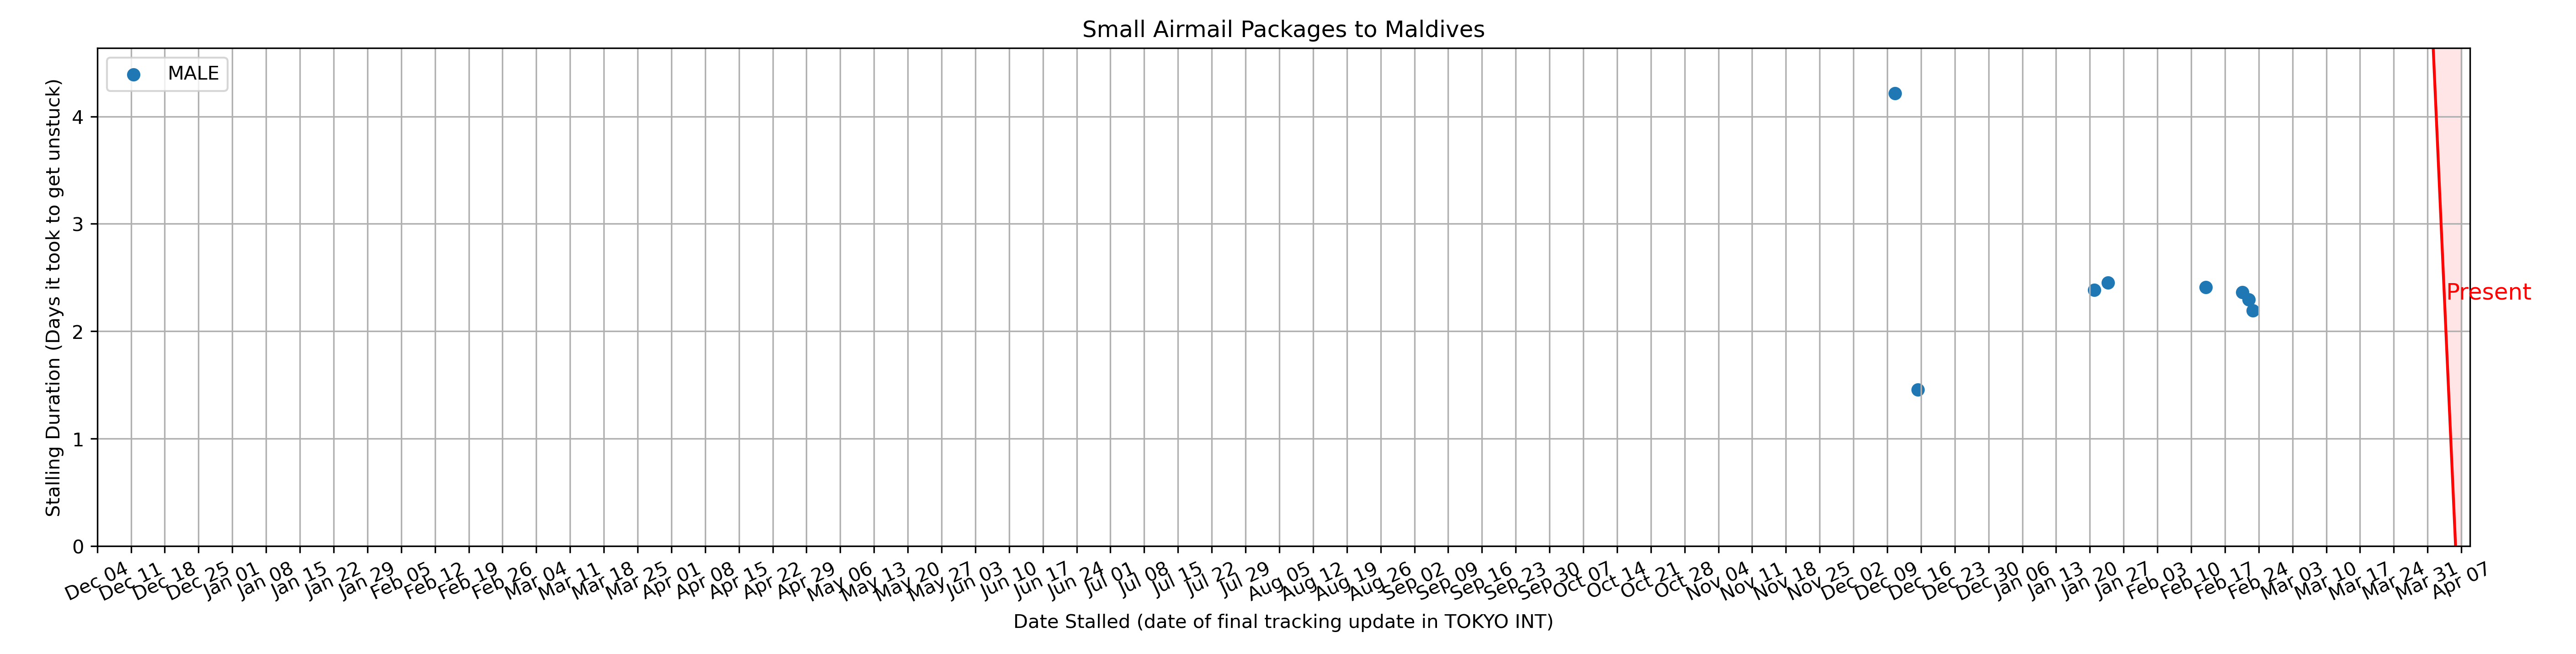 Small Airmail Packages to Maldives
MALE
Stalling Duration (Days it took to get unstuck)
4
3
2
1
0
Present
Dec 04 Dec 11 Dec 18 Dec 25 Jan 01 Jan 08 Jan 15 Jan 22 Jan 29 Feb 05 Feb 12 Feb 19 Feb 26 Mar 04 Mar 11 Mar 18 Mar 25 Apr 01 Apr 08 Apr 15 Apr 22 Apr 29 May 06 May 13 May 20 May 27 Jun 03 Jun 10 Jun 17 Jun 24 Jul 01 Jul 08 Jul 15 Jul 22 Jul 29 Aug 05 Aug 12 Aug 19 Aug 26 Sep 02 Sep 09 Sep 16 Sep 23 Sep 30 Oct 07 Oct 14 Oct 21 Oct 28 Nov 04 Nov 11 Nov 18 Nov 25 Dec 02 Dec 09 Dec 16 Dec 23 Dec 30 Jan 06 Jan 13 Jan 20 Jan 27 Feb 03 Feb 10 Feb 17 Feb 24 Mar 03 Mar 10 Mar 17 Mar 24 Mar 31 Apr 07
Date Stalled (date of final tracking update in TOKYO INT)